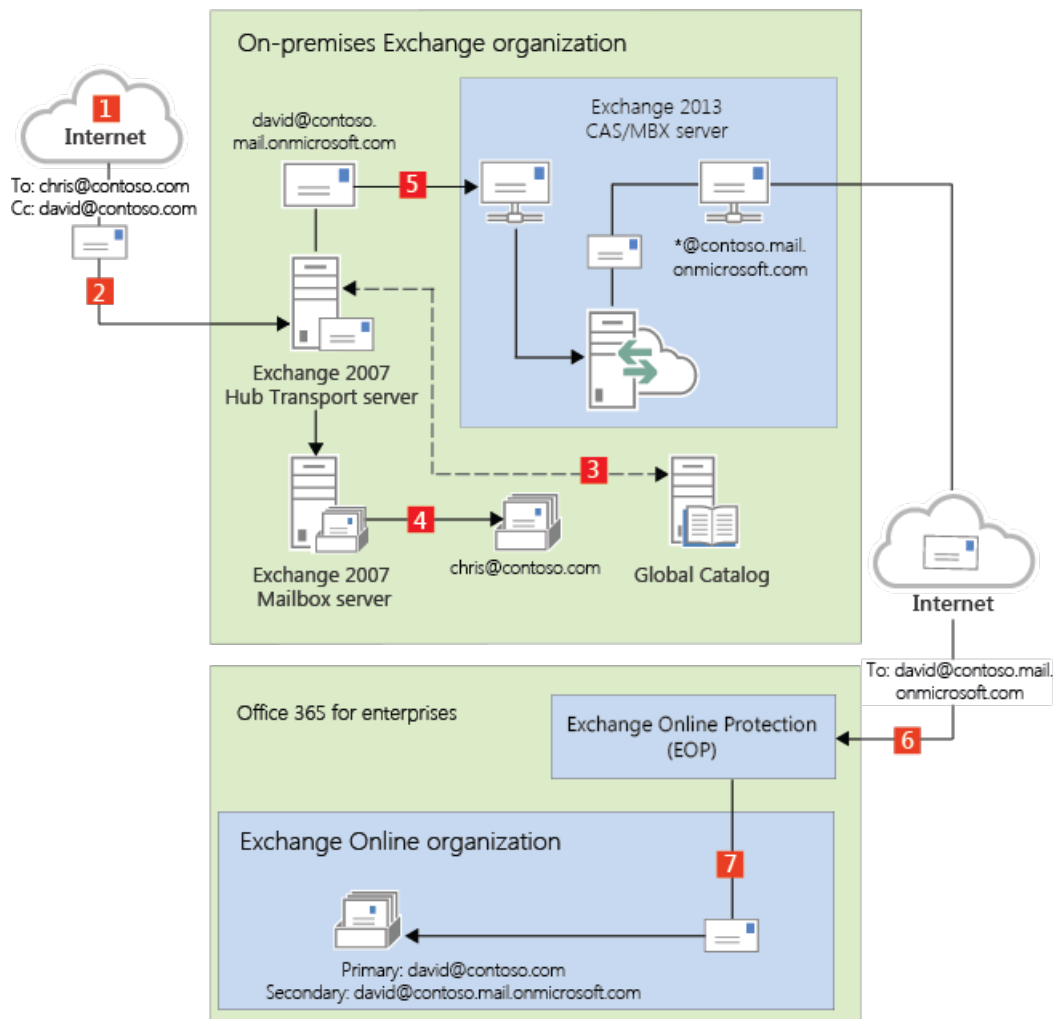 On-premises Exchange organization
1
Internet
To: chris@contoso.com
Cc: david@contoso.com
2
david@contoso.
mail.onmicrosoft.com
5
Exchange 2013
CAS/MBX server
*@contoso.mail.
onmicrosoft.com
Exchange 2007
Hub Transport server
3
4
Exchange 2007
Mailbox server
chris@contoso.com
Global Catalog
Internet
To: david@contoso.mail.
onmicrosoft.com
6
Office 365 for enterprises
Exchange Online Protection
(EOP)
7
Exchange Online organization
Primary: david@contoso.com
Secondary: david@contoso.mail.onmicrosoft.com